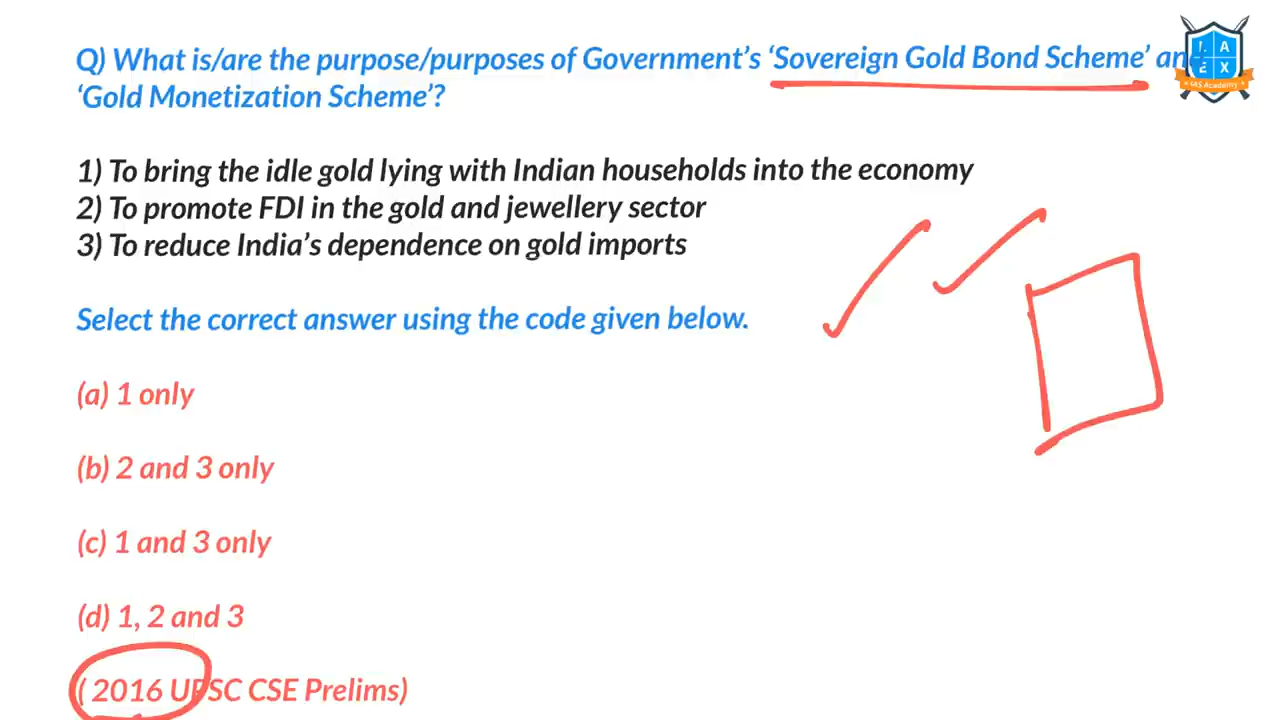 Q) What is/are the purpose/purposes of Government's 'Sovereign Gold Bond Scheme' and
'Gold Monetization Scheme'?
I. A
E X
IAS Academy
1) To bring the idle gold lying with Indian households into the economy
2) To promote FDI in the gold and jewellery sector
3) To reduce India's dependence on gold imports
Select the correct answer using the code given below.
(a) 1 only
(b) 2 and 3 only
(c) 1 and 3 only
(d) 1, 2 and 3
( 2016 UPSC CSE Prelims)